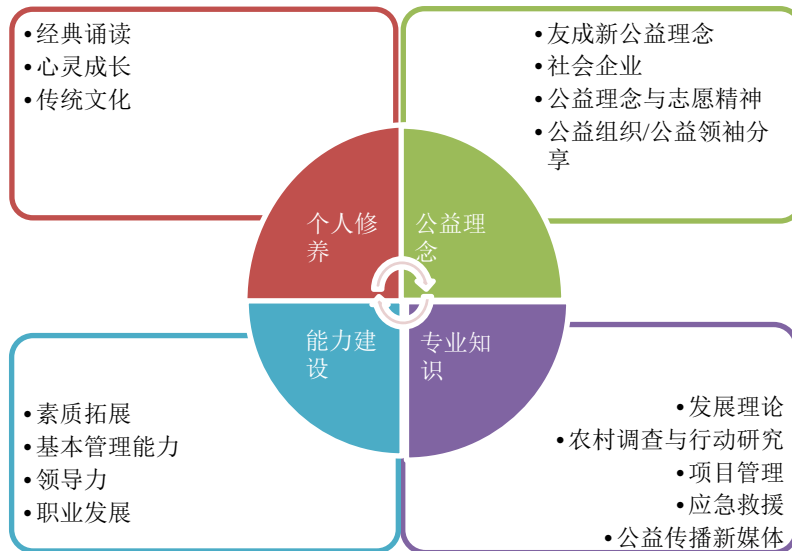 •经典诵读
•心灵成长
•传统文化
•友成新公益理念
•社会企业
•公益理念与志愿精神
•公益组织/公益领袖分
享
个人修
养
公益理
念
能力建
设
专业知
识
•素质拓展
•基本管理能力
•领导力
•职业发展
•发展理论
•农村调查与行动研究
•项目管理
•应急救援
•公益传播新媒体